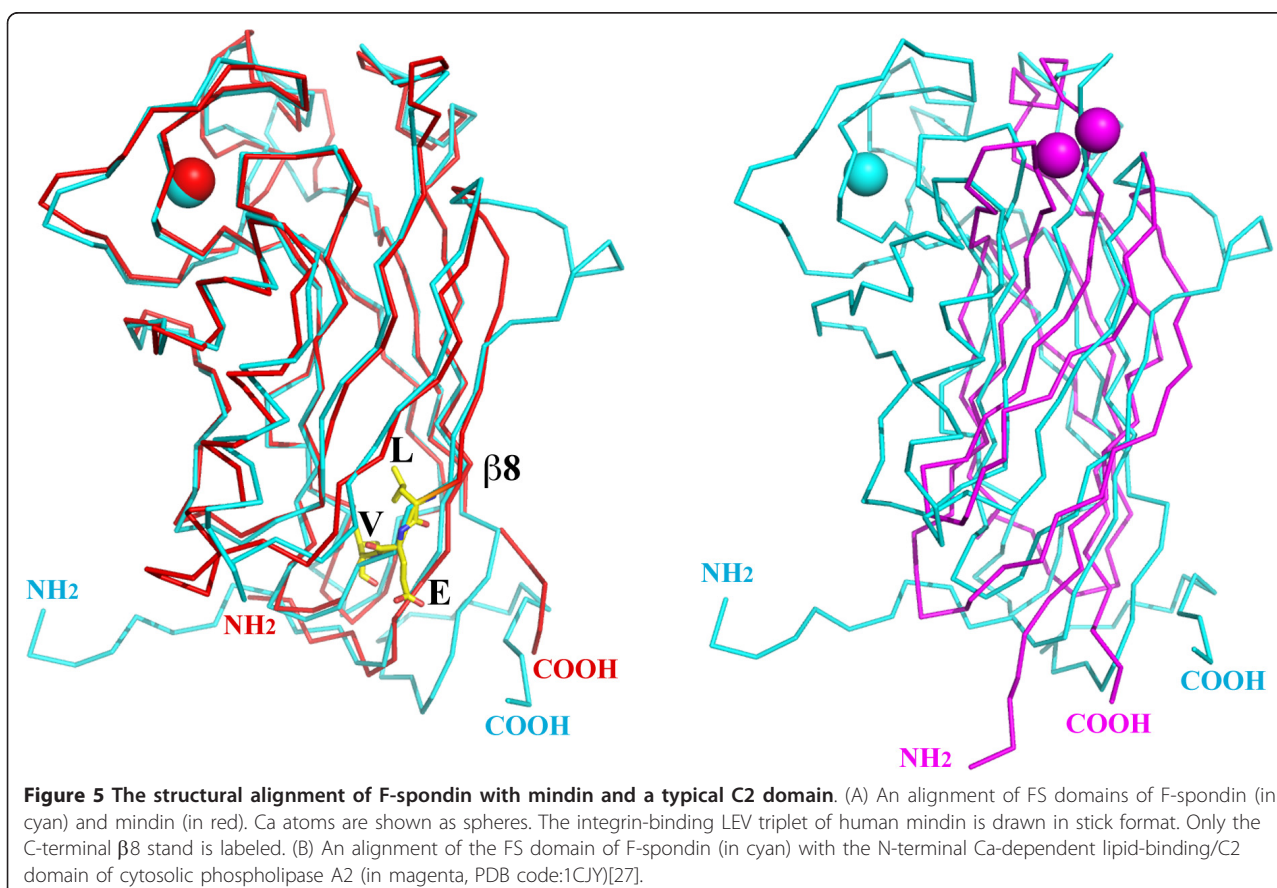 L
β8
V
E
NH2
NH2
COOH
COOH
NH2
COOH
COOH
NH2
Figure 5 The structural alignment of F-spondin with mindin and a typical C2 domain. (A) An alignment of FS domains of F-spondin (in
cyan) and mindin (in red). Ca atoms are shown as spheres. The integrin-binding LEV triplet of human mindin is drawn in stick format. Only the
C-terminal β8 stand is labeled. (B) An alignment of the FS domain of F-spondin (in cyan) with the N-terminal Ca-dependent lipid-binding/C2
domain of cytosolic phospholipase A2 (in magenta, PDB code:1CJY)[27].